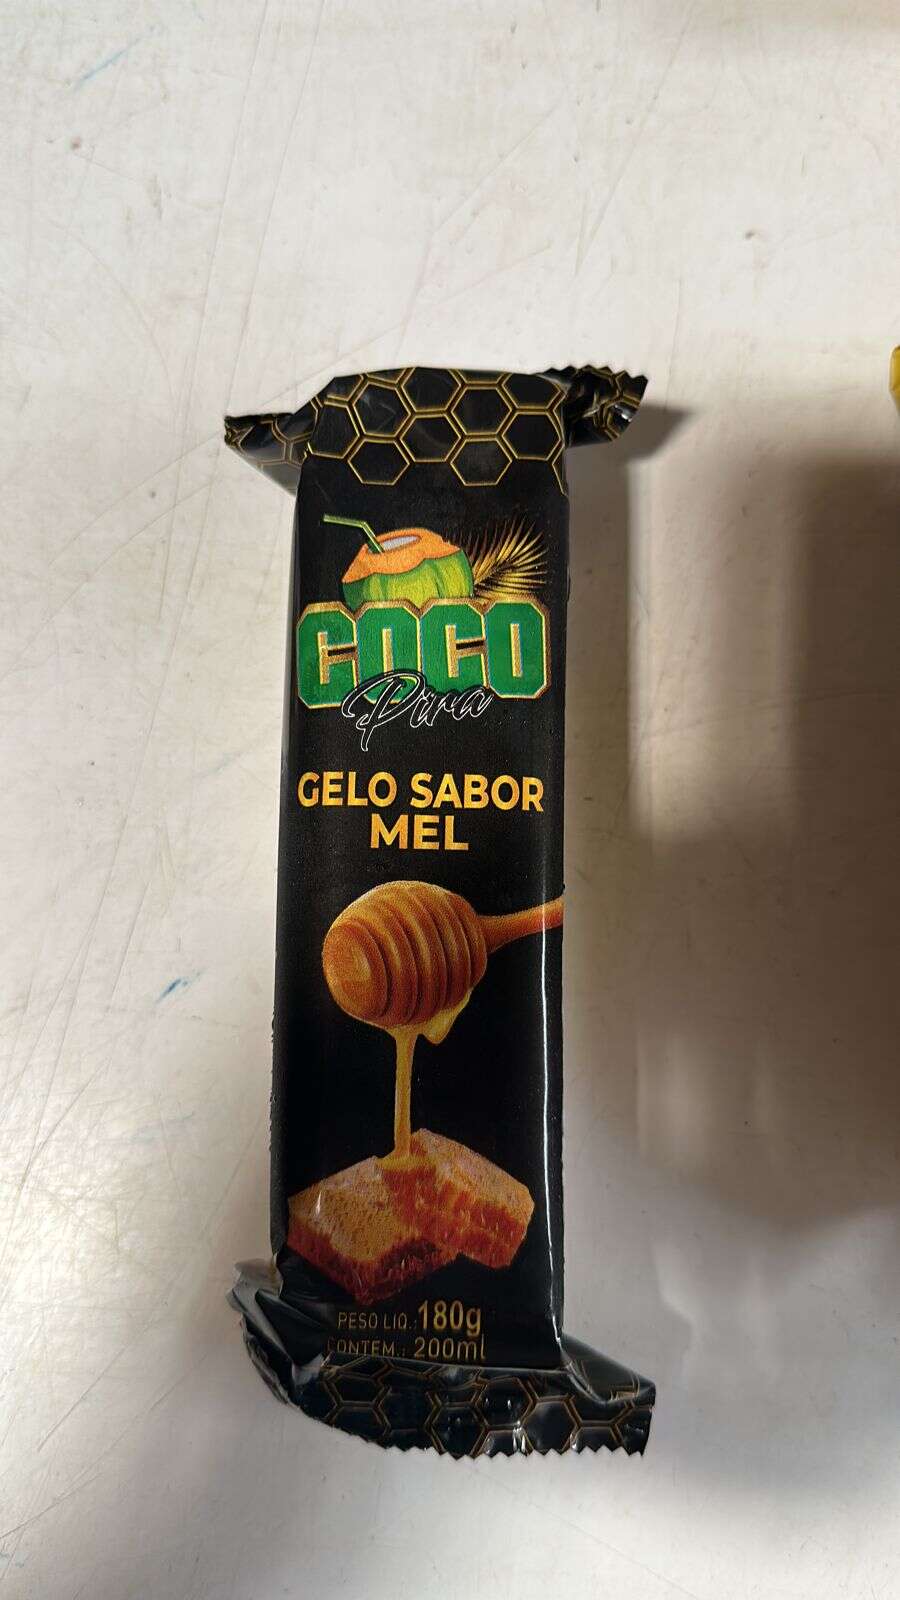 COCO
Pira
GELO SABOR
MEL
PESO LIQ.: 180g
CONTEM.: 200ml